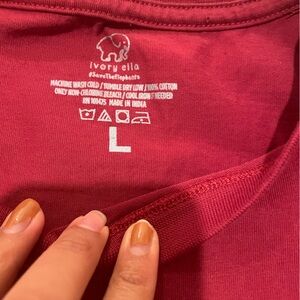 ivory ella
#SaveTheElephants
MACHINE WASH COLD / TUMBLE DRY LOW / 100% COTTON
ONLY NON-CHLORINE BLEACH / COOL IRON IF NEEDED
RN 101475 MADE IN INDIA
L